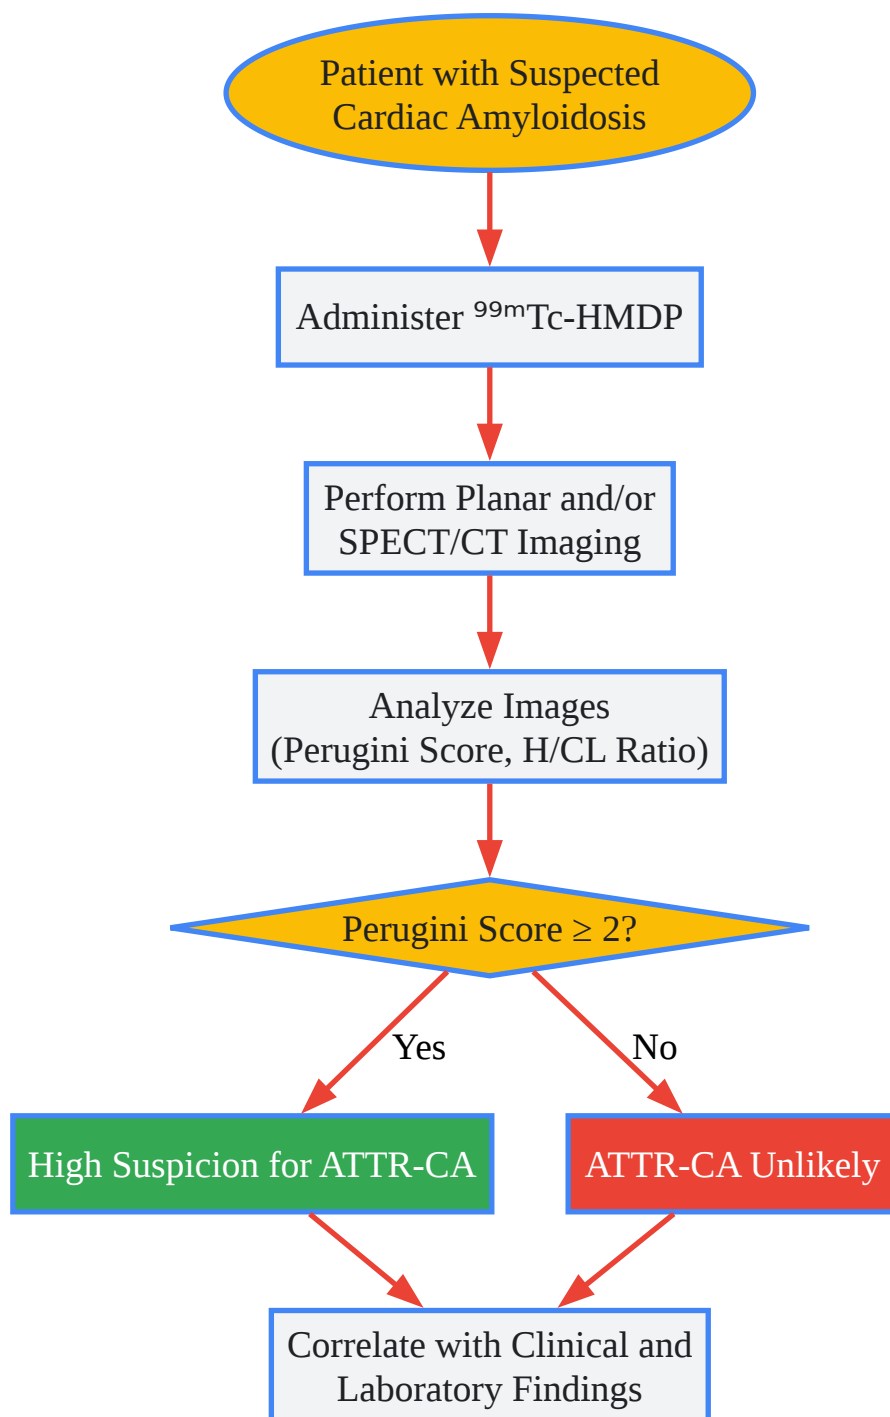 Patient with Suspected
Cardiac Amyloidosis
Administer ⁹⁹ᵐTc-HMDP
Perform Planar and/or
SPECT/CT Imaging
Analyze Images
(Perugini Score, H/CL Ratio)
Perugini Score ≥ 2?
Yes
No
High Suspicion for ATTR-CA
ATTR-CA Unlikely
Correlate with Clinical and
Laboratory Findings